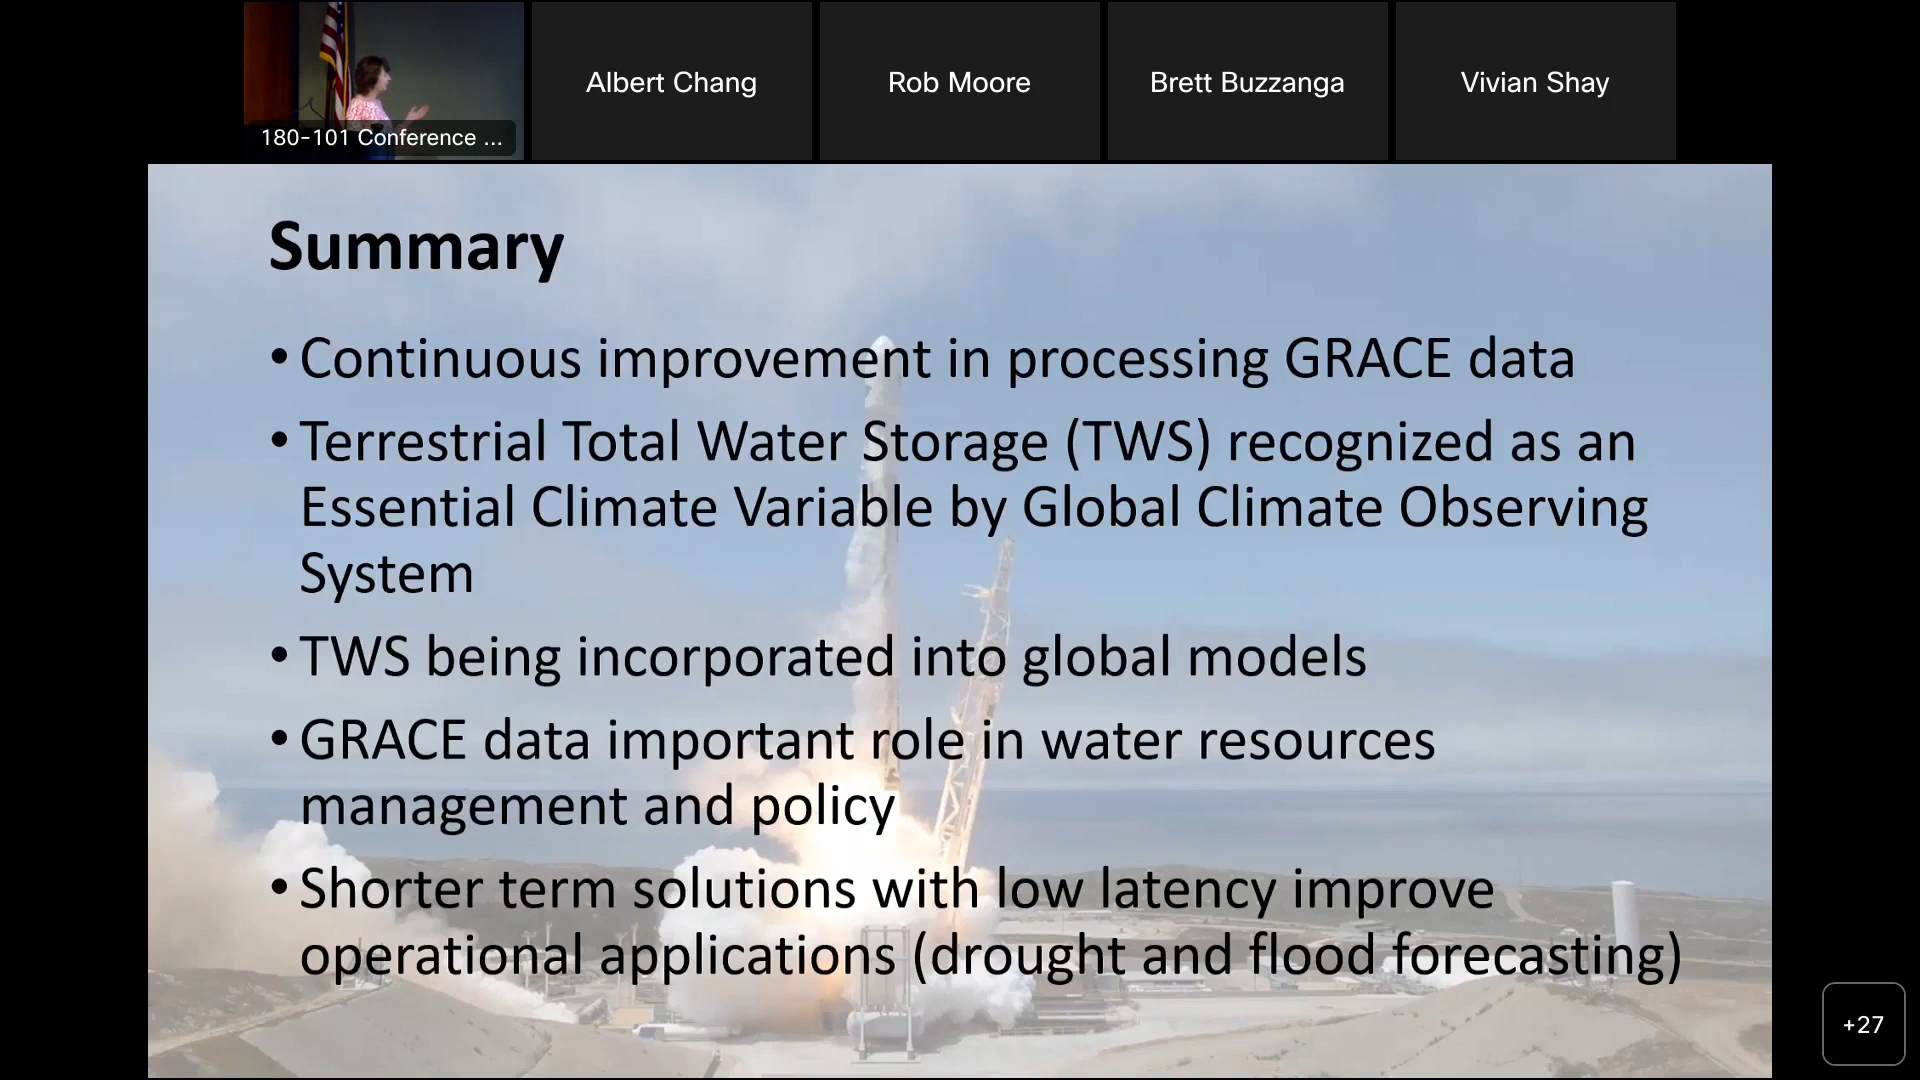 180-101 Conference ...
Albert Chang
Rob Moore
Brett Buzzanga
Vivian Shay
Summary
• Continuous improvement in processing GRACE data
• Terrestrial Total Water Storage (TWS) recognized as an
Essential Climate Variable by Global Climate Observing
System
• TWS being incorporated into global models
• GRACE data important role in water resources
management and policy
• Shorter term solutions with low latency improve
operational applications (drought and flood forecasting)
+27